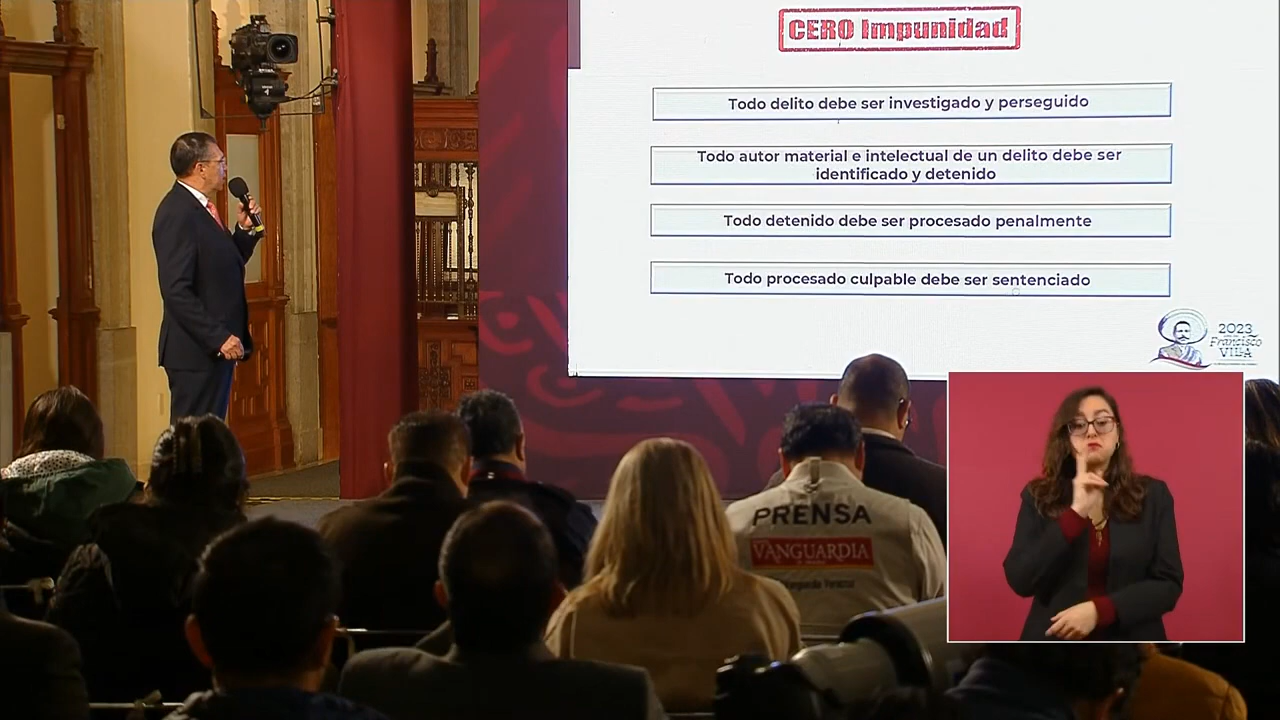 CERO Impunidad
Todo delito debe ser investigado y perseguido
Todo autor material e intelectual de un delito debe ser
identificado y detenido
Todo detenido debe ser procesado penalmente
Todo procesado culpable debe ser sentenciado
2023
Francisco
VILLA
PRENSA
VANGUARDIA